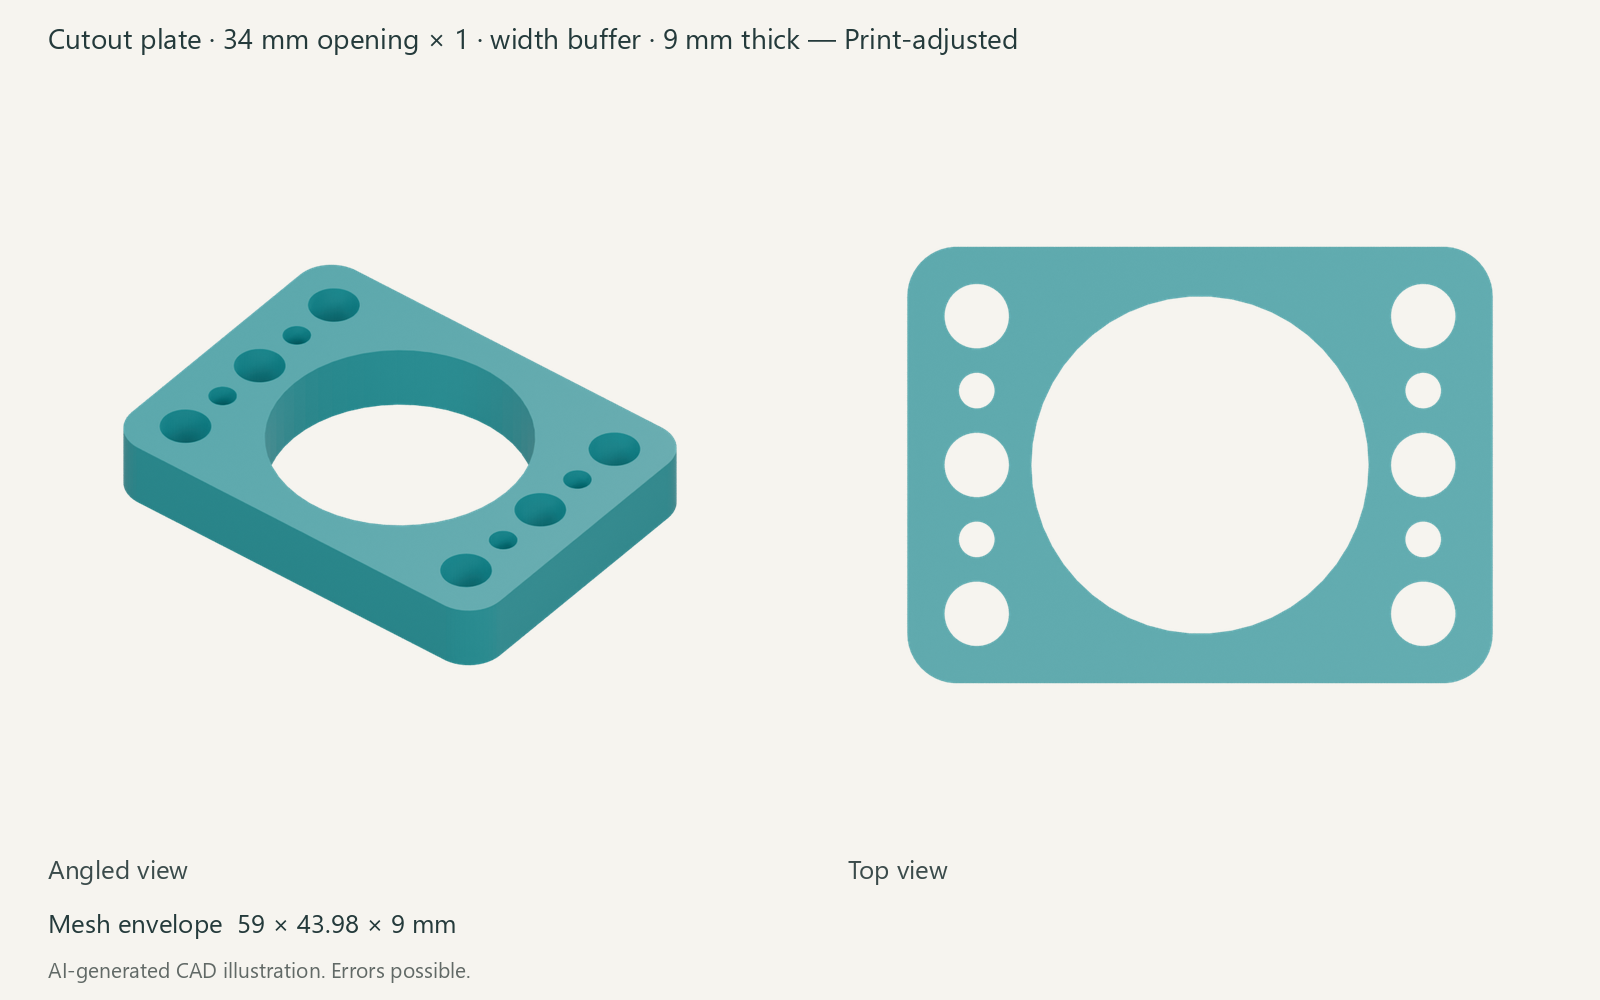 Cutout plate · 34 mm opening × 1 · width buffer · 9 mm thick — Print-adjusted
Angled view
Top view
Mesh envelope 59 × 43.98 × 9 mm
AI-generated CAD illustration. Errors possible.